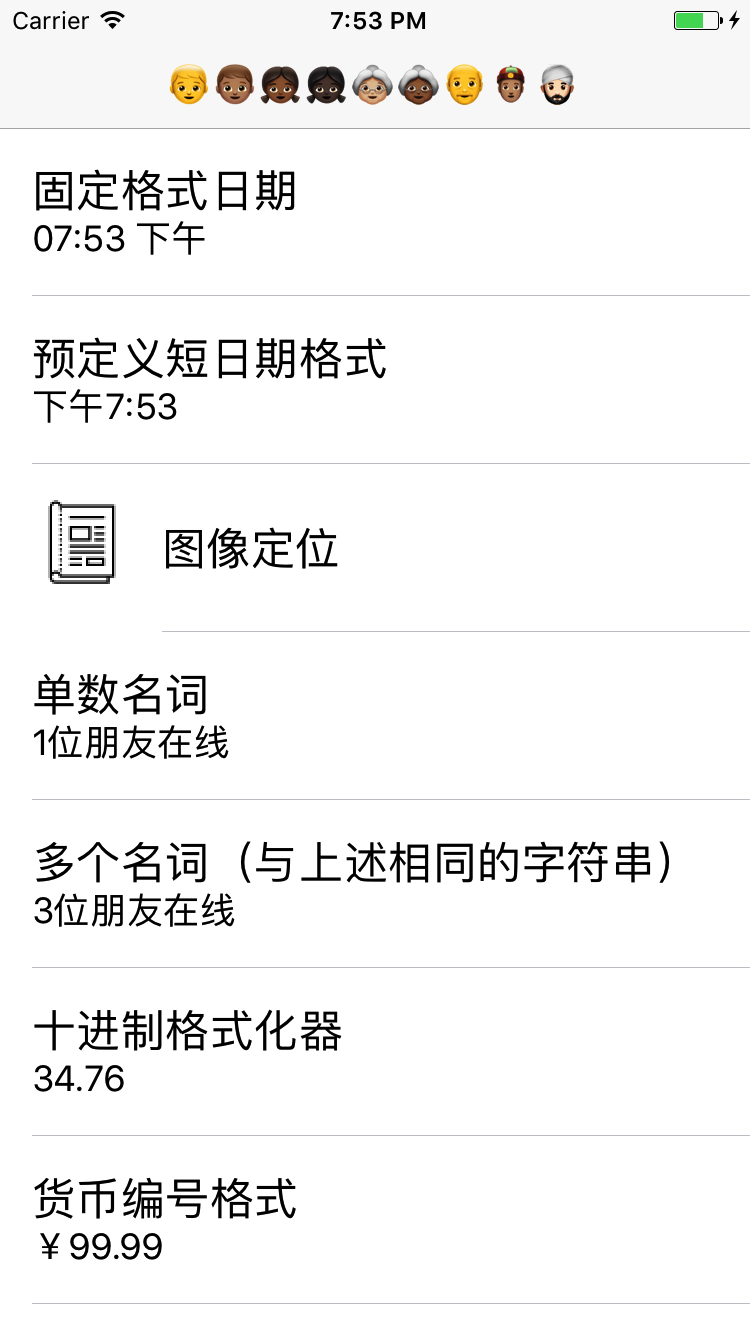 Carrier 7:53 PM
固定格式日期
07:53 下午
预定义短日期格式
下午7:53
图像定位
单数名词
1位朋友在线
多个名词（与上述相同的字符串）
3位朋友在线
十进制格式化器
34.76
货币编号格式
￥99.99